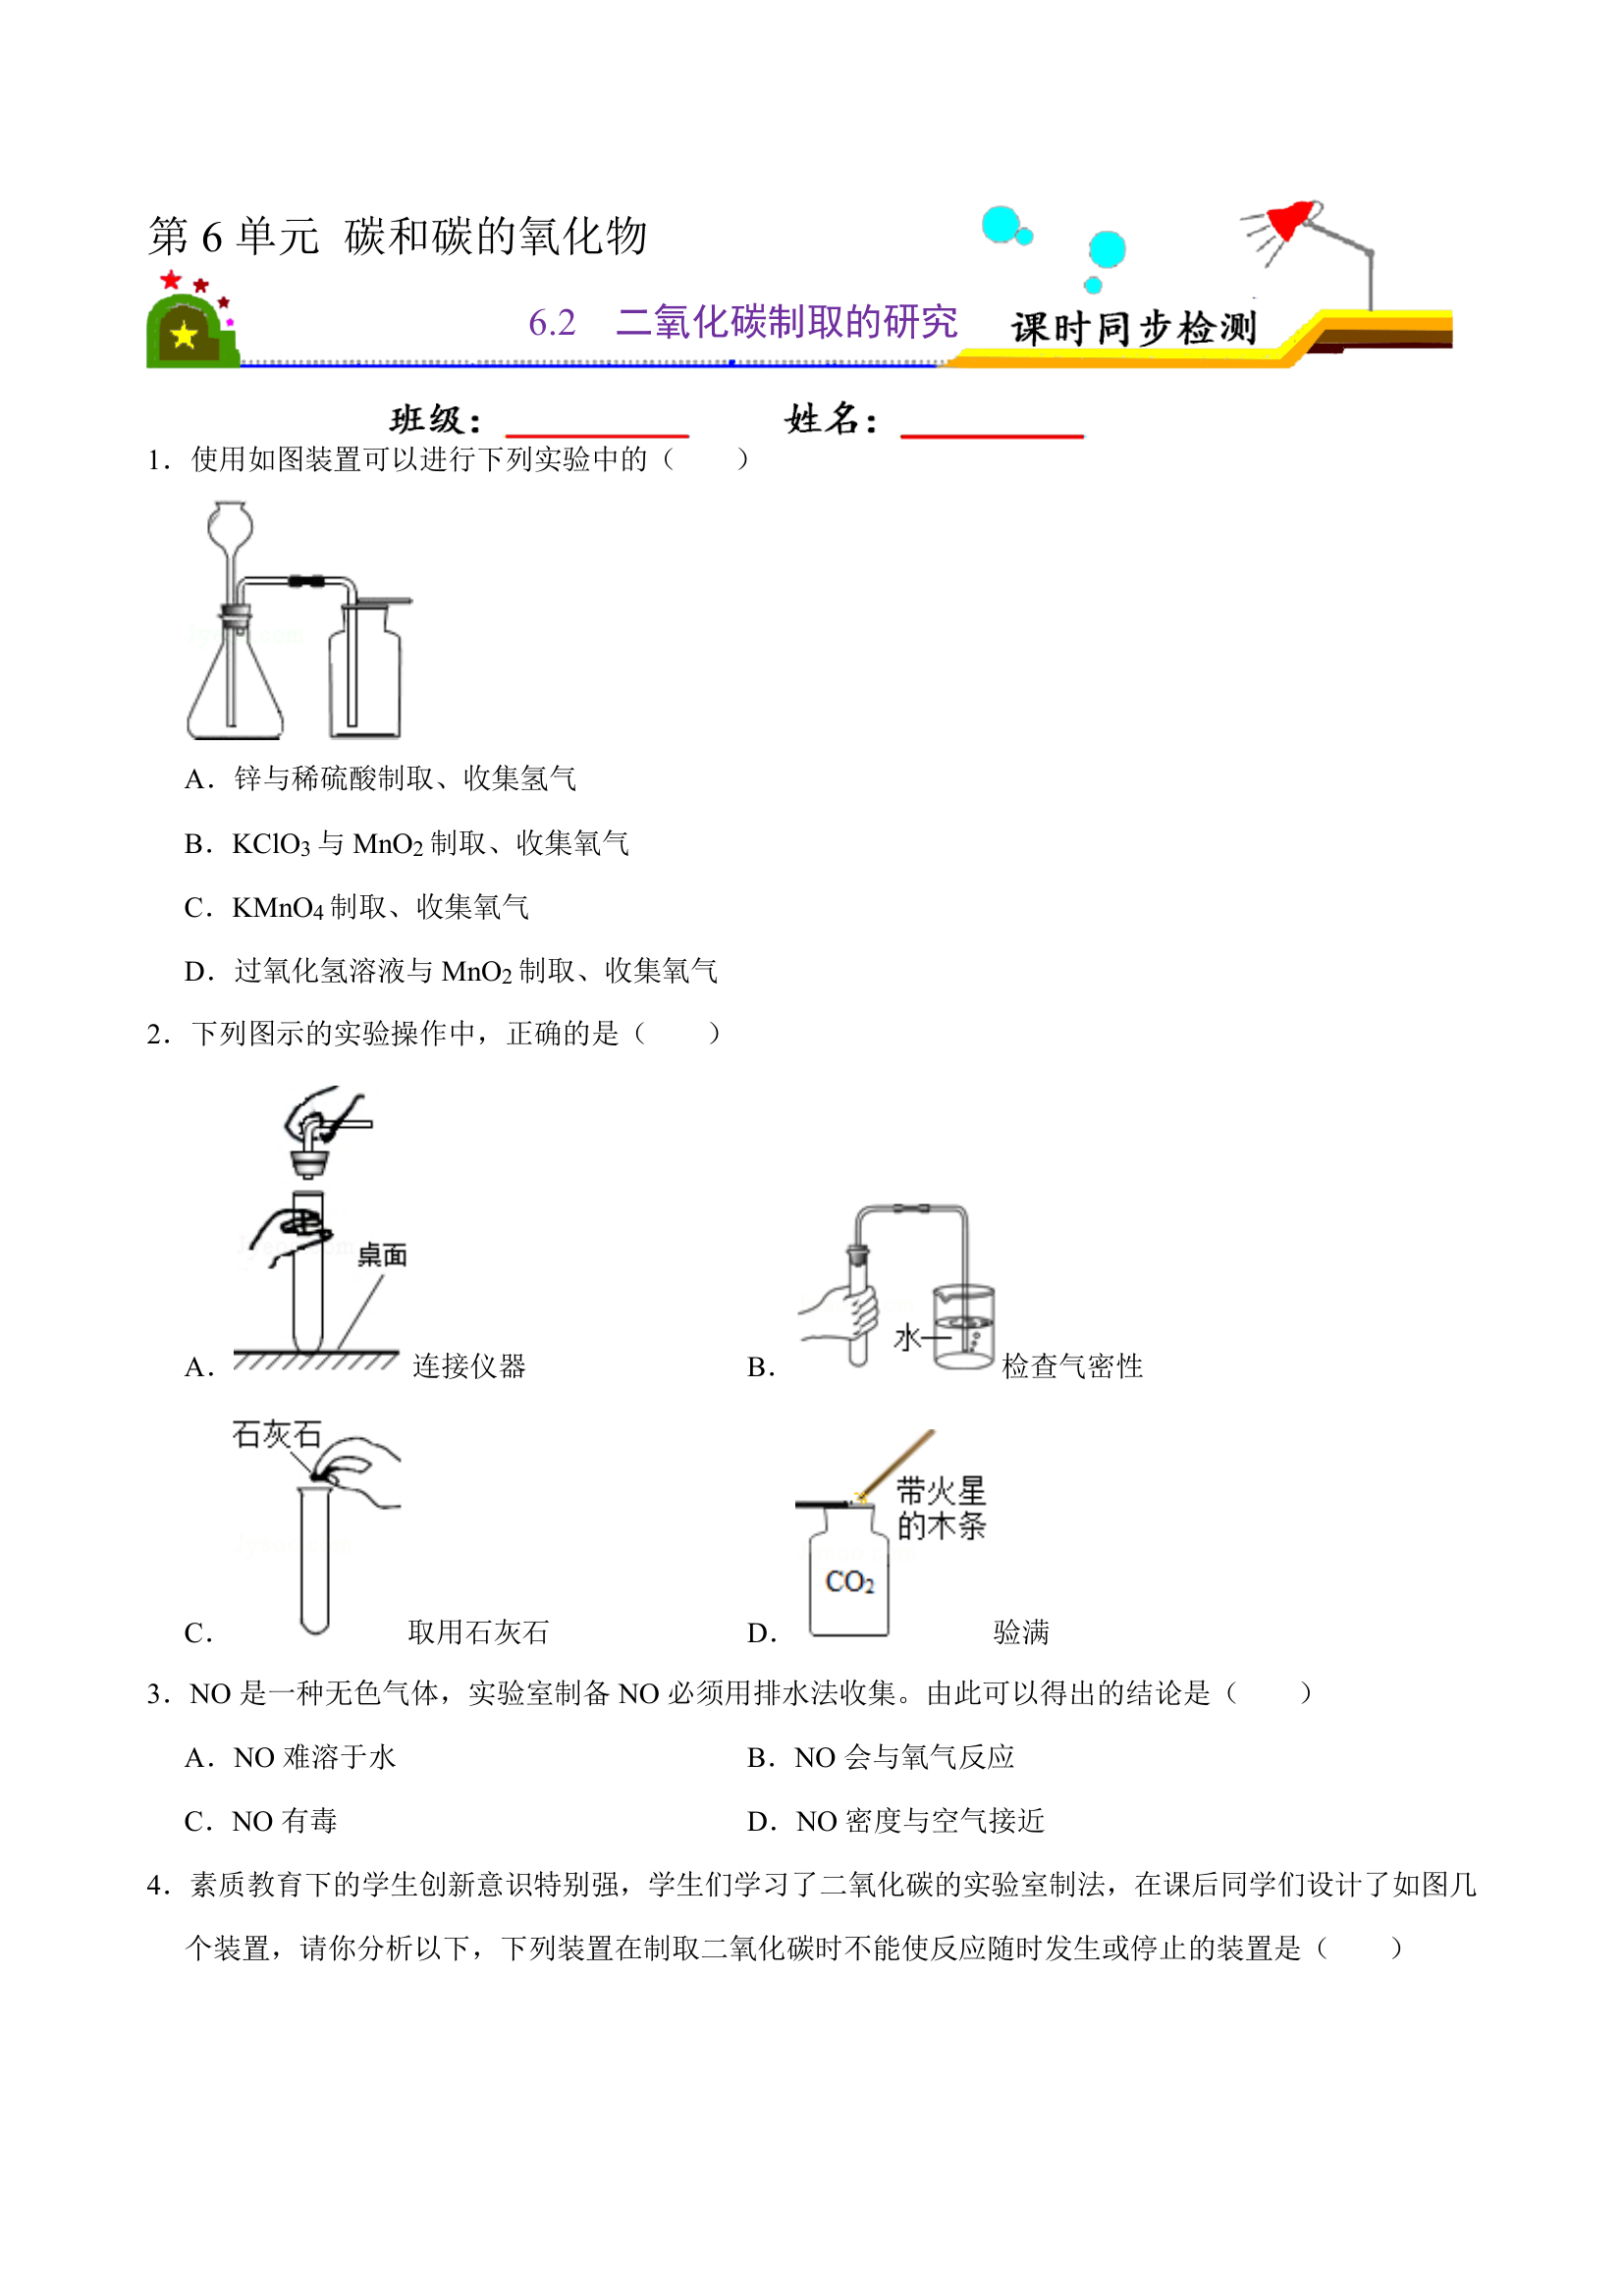 第 6 单元 碳和碳的氧化物
6.2 二氧化碳制取的研究 课时同步检测
班级： 姓名：
1．使用如图装置可以进行下列实验中的（　　）
A．锌与稀硫酸制取、收集氢气
B．KClO3 与 MnO2 制取、收集氧气
C．KMnO4 制取、收集氧气
D．过氧化氢溶液与 MnO2 制取、收集氧气
2．下列图示的实验操作中，正确的是（　　）
桌面
A． 连接仪器
水
B． 检查气密性
石灰石
C． 取用石灰石
带火星
的木条
CO2
D． 验满
3．NO 是一种无色气体，实验室制备 NO 必须用排水法收集。由此可以得出的结论是（　　）
A．NO 难溶于水 B．NO 会与氧气反应
C．NO 有毒 D．NO 密度与空气接近
4．素质教育下的学生创新意识特别强，学生们学习了二氧化碳的实验室制法，在课后同学们设计了如图几
个装置，请你分析以下，下列装置在制取二氧化碳时不能使反应随时发生或停止的装置是（　　）